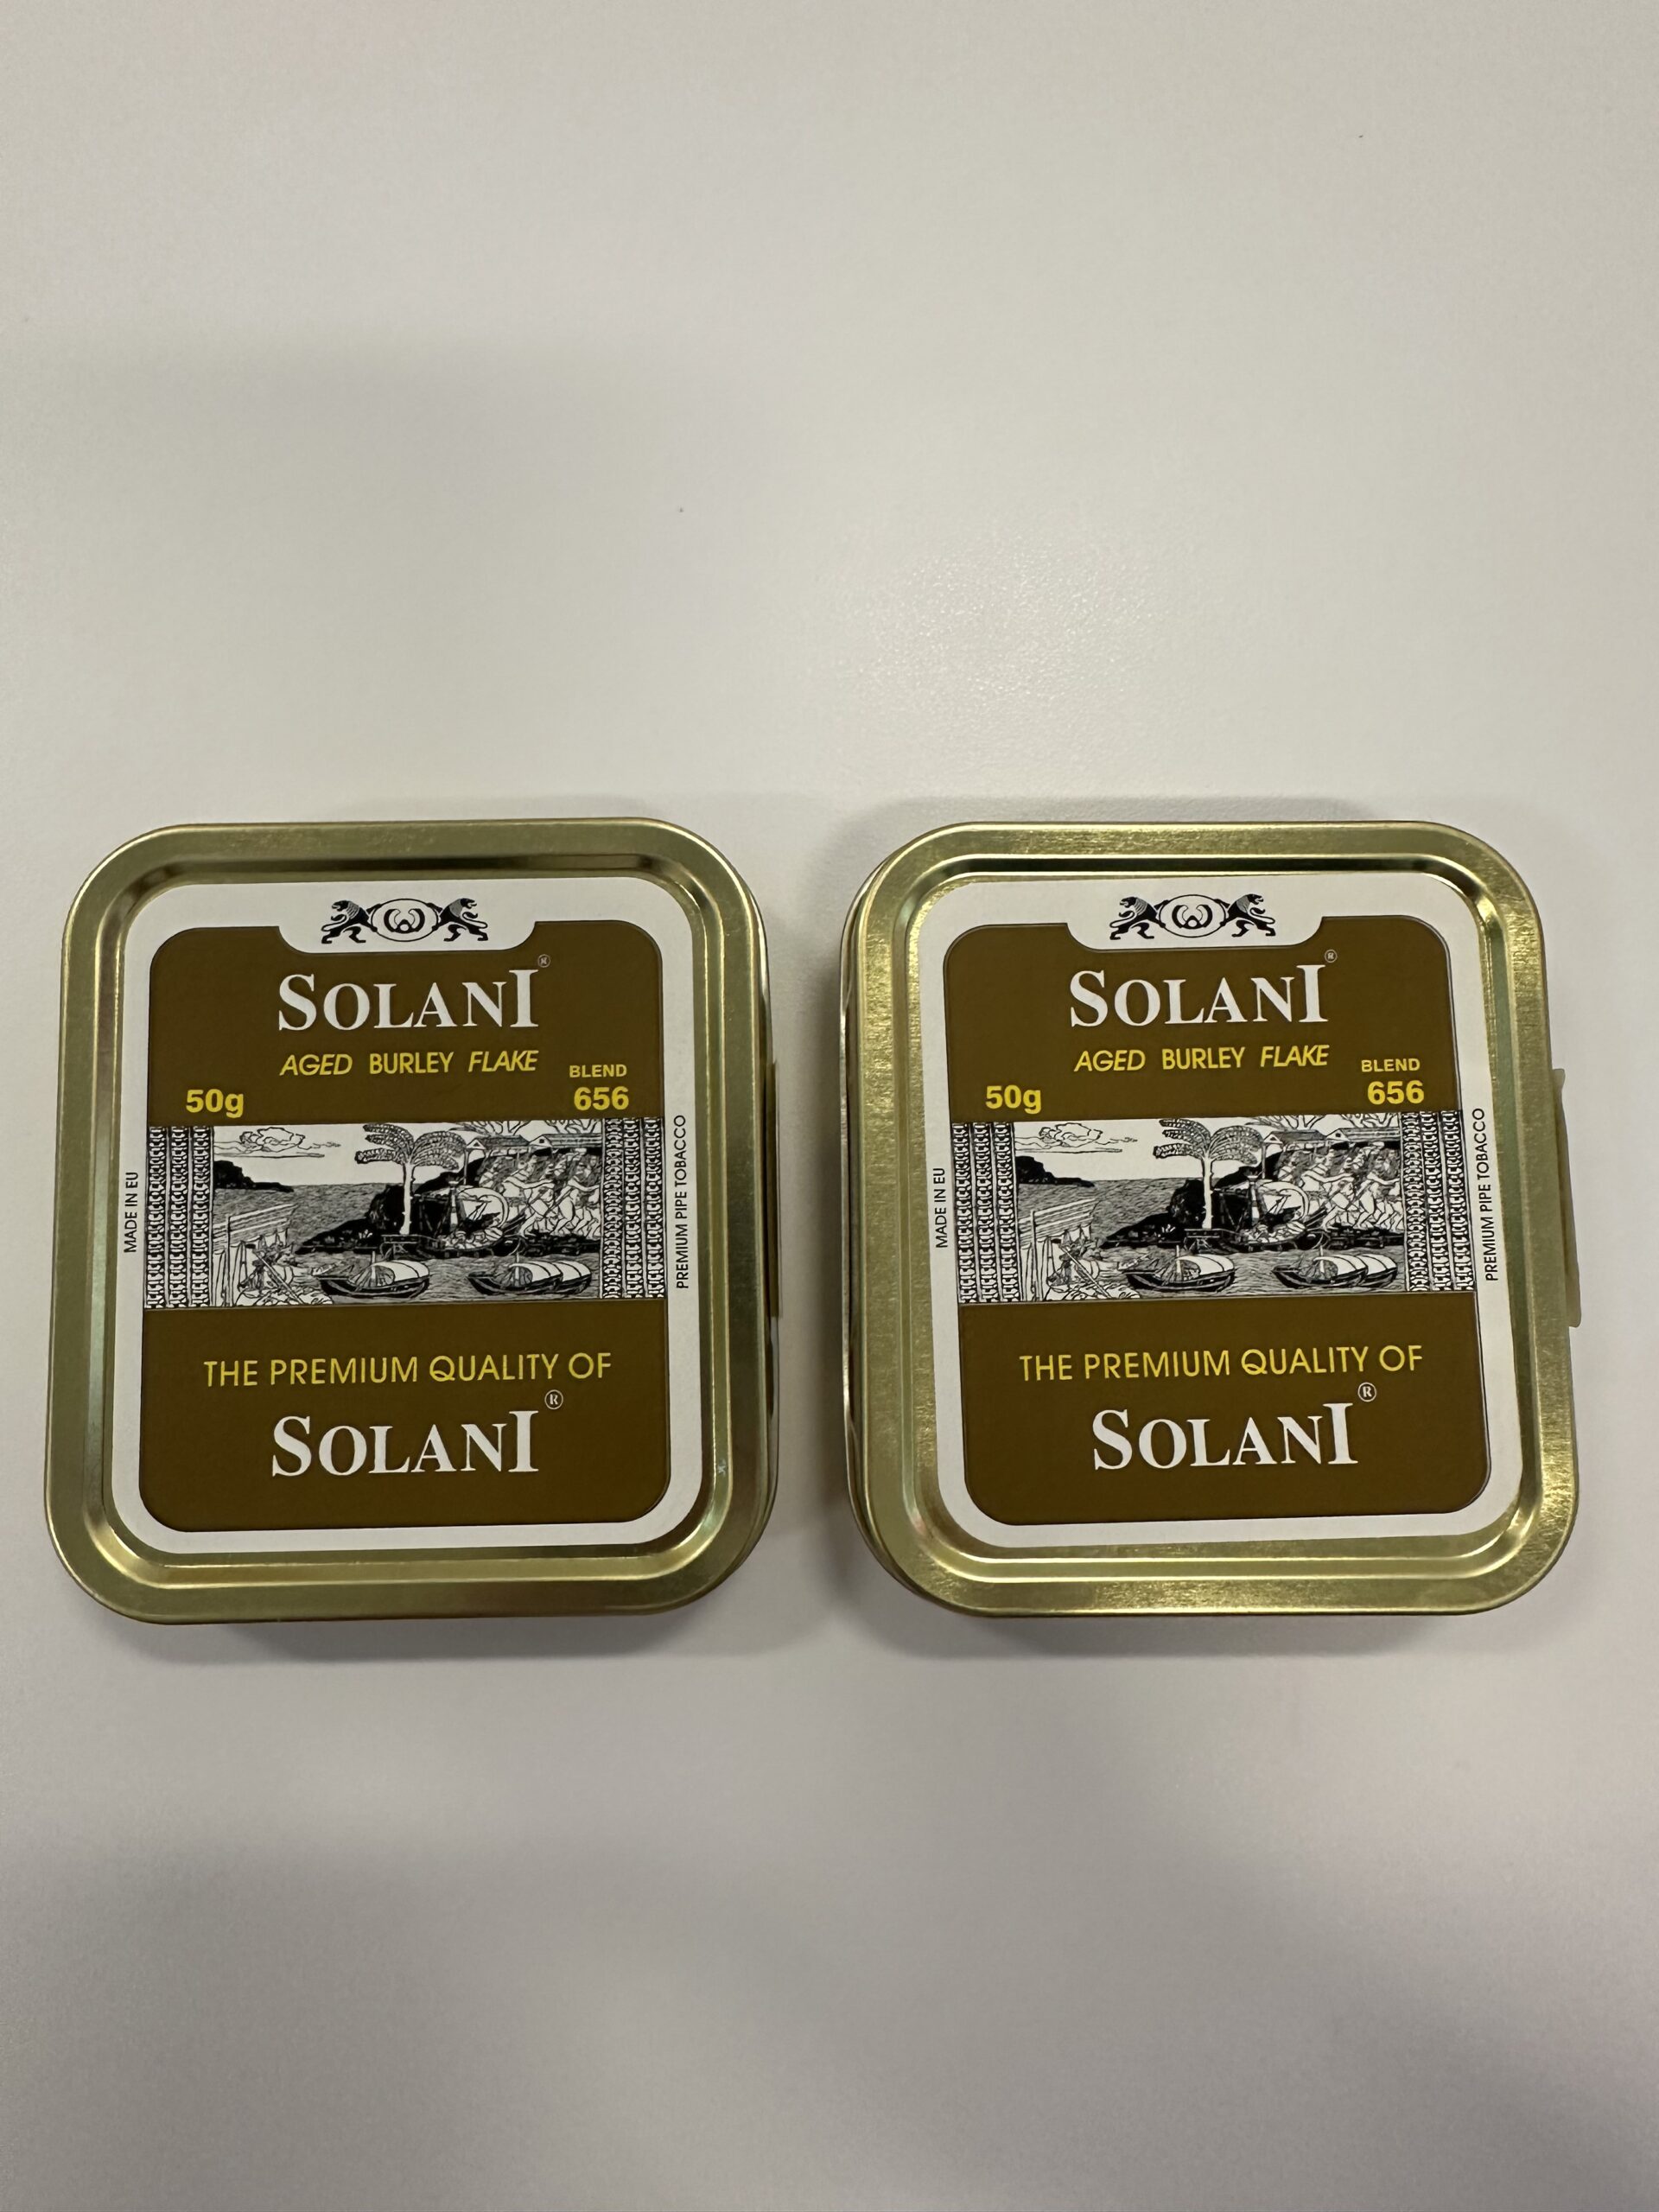 SOLANI®
AGED BURLEY FLAKE
50g
BLEND
656
MADE IN EU
PREMIUM PIPE TOBACCO
THE PREMIUM QUALITY OF
SOLANI®
SOLANI®
AGED BURLEY FLAKE
50g
BLEND
656
MADE IN EU
PREMIUM PIPE TOBACCO
THE PREMIUM QUALITY OF
SOLANI®